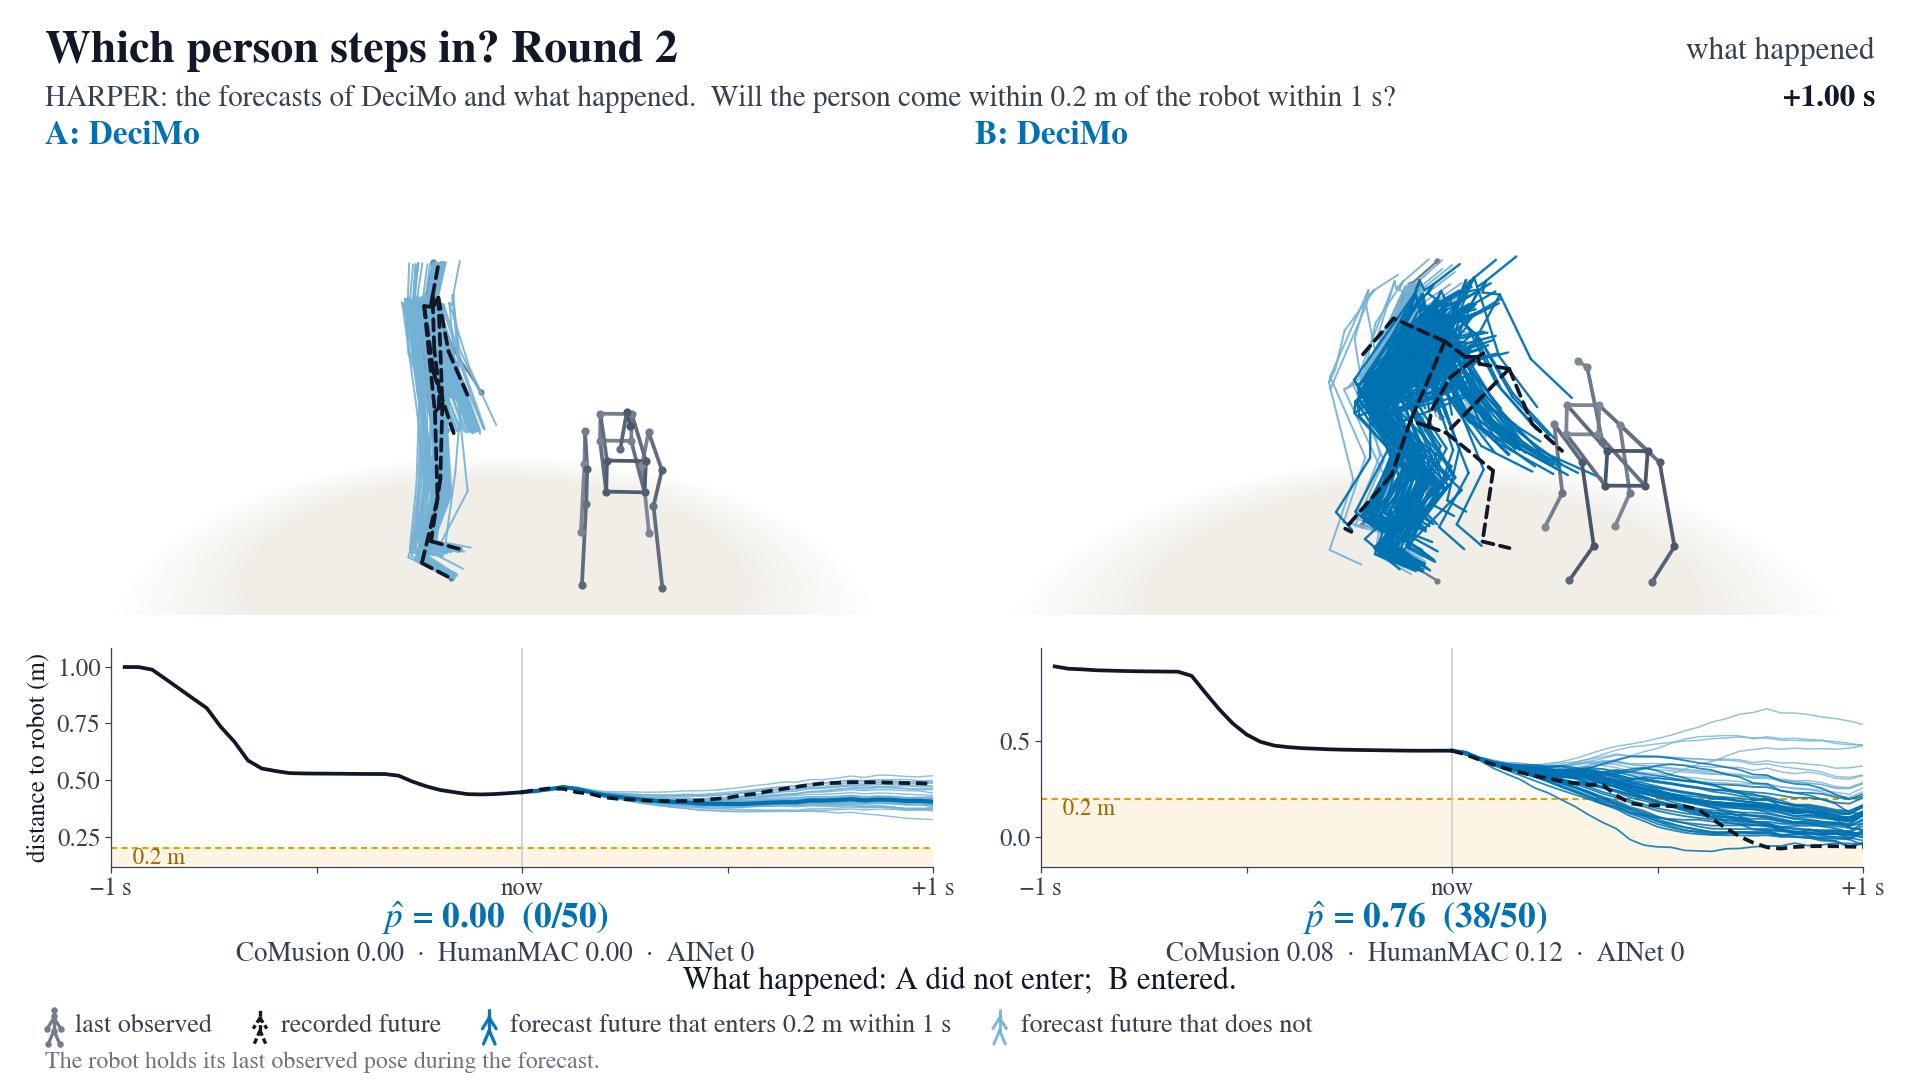 Which person steps in? Round 2
what happened
HARPER: the forecasts of DeciMo and what happened.  Will the person come within 0.2 m of the robot within 1 s?
+1.00 s
A: DeciMo
B: DeciMo
distance to robot (m)
1.00
0.75
0.50
0.25
0.2 m
−1 s
now
+1 s
0.5
0.0
0.2 m
−1 s
now
+1 s
p̂ = 0.00  (0/50)
p̂ = 0.76  (38/50)
CoMusion 0.00  ·  HumanMAC 0.00  ·  AINet 0
CoMusion 0.08  ·  HumanMAC 0.12  ·  AINet 0
What happened: A did not enter;  B entered.
last observed
recorded future
forecast future that enters 0.2 m within 1 s
forecast future that does not
The robot holds its last observed pose during the forecast.